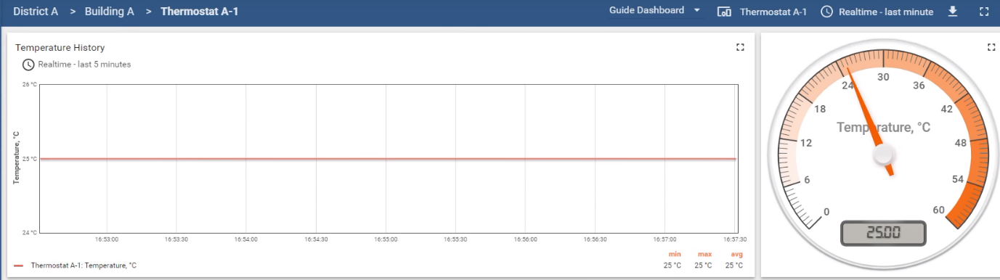 District A > Building A > Thermostat A-1 Guide Dashboard Thermostat A-1 Realtime - last minute
Temperature History
Realtime - last 5 minutes
26 °C
25 °C
24 °C
Temperature, °C
16:53:00 16:53:30 16:54:00 16:54:30 16:55:00 16:55:30 16:56:00 16:56:30 16:57:00 16:57:30
min max avg
Thermostat A-1: Temperature, °C 25 °C 25 °C 25 °C
0
6
12
18
24
30
36
42
48
54
60
Temperature, °C
25.00